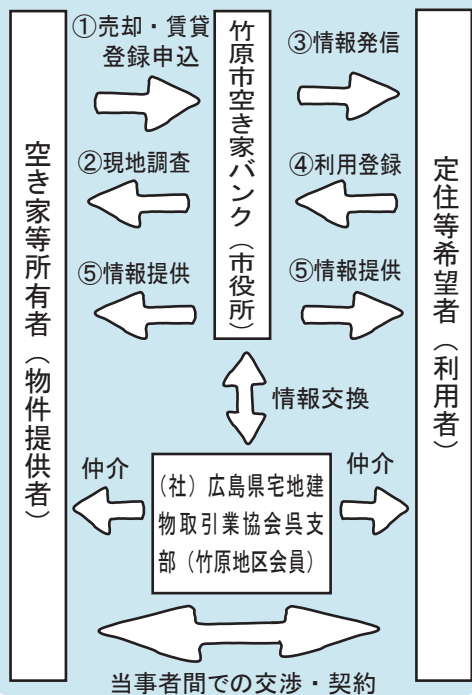 ①売却・賃貸
登録申込
③情報発信
竹原市空き家バンク（市役所）
空き家等所有者（物件提供者）
定住等希望者（利用者）
②現地調査
④利用登録
⑤情報提供
⑤情報提供
情報交換
仲介
仲介
（社）広島県宅地建
物取引業協会呉支
部（竹原地区会員）
当事者間での交渉・契約